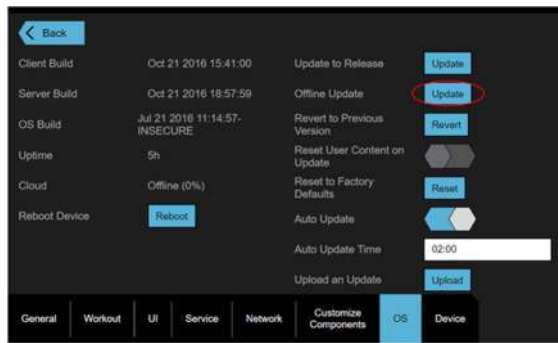 Back
Client Build Oct 21 2016 15:41:00 Update to Release Update
Server Build Oct 21 2016 18:57:59 Offline Update Update
OS Build Jul 21 2016 11:14:57-
INSECURE Revert to Previous
Version Revert
Uptime 5h Reset User Content on
Update
Cloud Offline (0%) Reset to Factory
Defaults Reset
Reboot Device Reboot Auto Update
Auto Update Time 02:00
Upload an Update Upload
General Workout UI Service Network Customize
Components OS Device